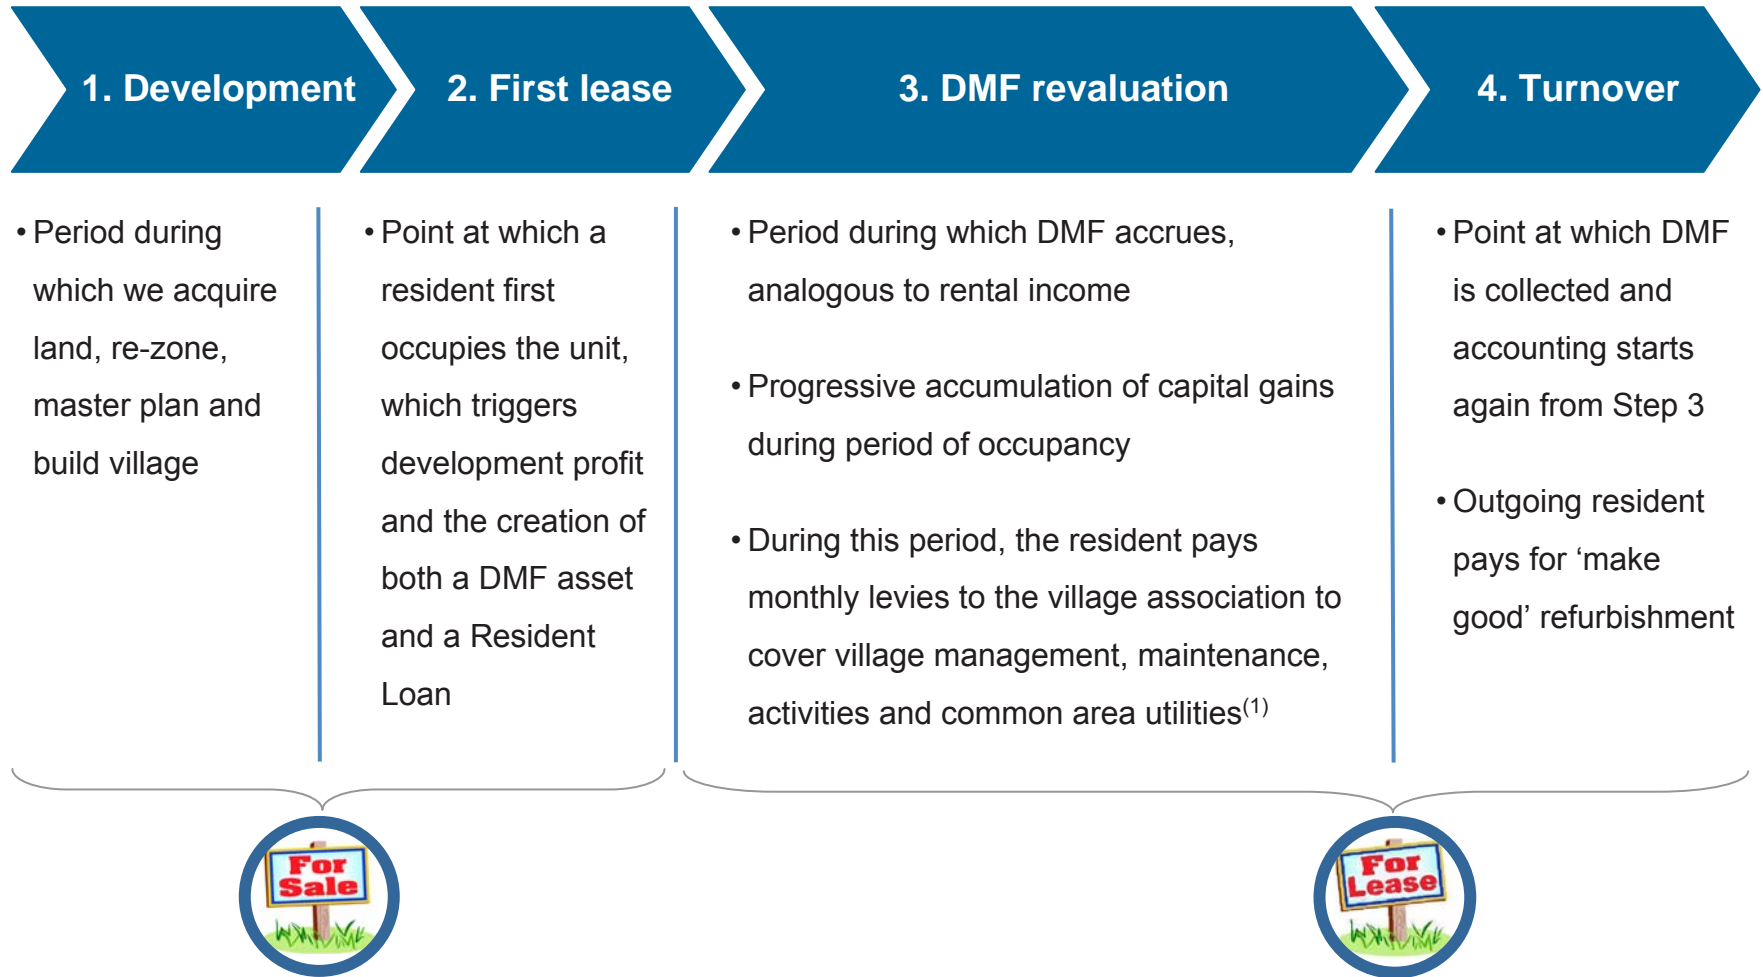 1. Development
2. First lease
3. DMF revaluation
4. Turnover
• Period during
which we acquire
land, re-zone,
master plan and
build village
• Point at which a
resident first
occupies the unit,
which triggers
development profit
and the creation of
both a DMF asset
and a Resident
Loan
• Period during which DMF accrues,
analogous to rental income
• Progressive accumulation of capital gains
during period of occupancy
• During this period, the resident pays
monthly levies to the village association to
cover village management, maintenance,
activities and common area utilities(1)
• Point at which DMF
is collected and
accounting starts
again from Step 3
• Outgoing resident
pays for ‘make
good’ refurbishment
For
Sale
For
Lease